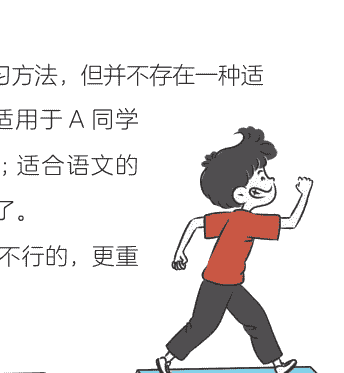 习方法，但并不存在一种适
适用于 A 同学
；适合语文的
了。
不行的，更重